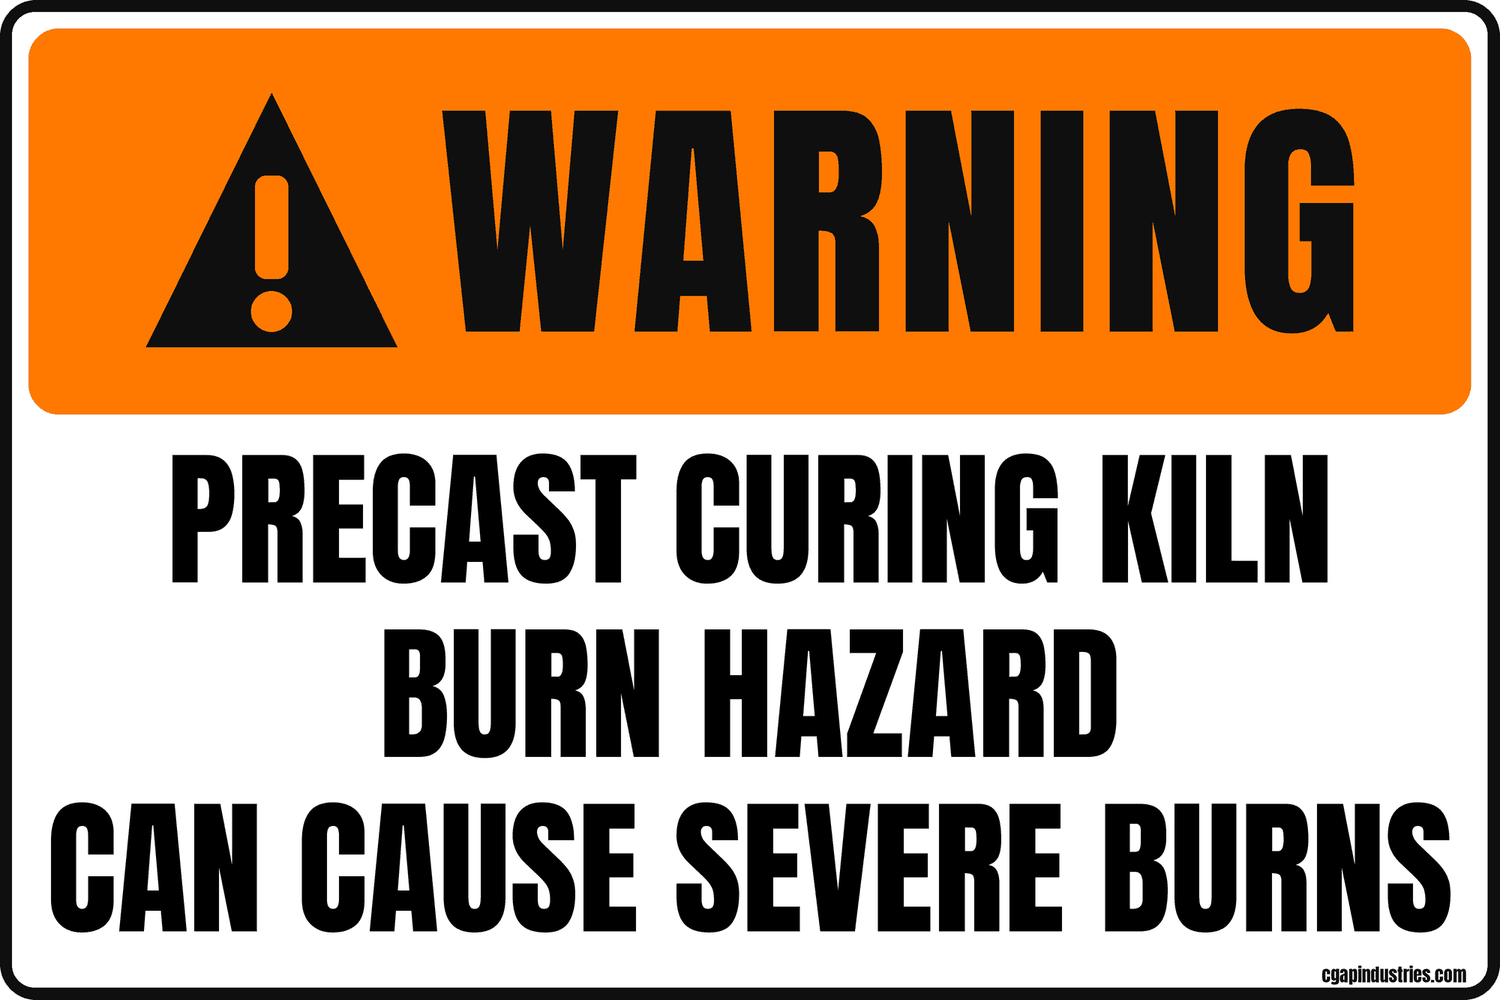 WARNING
PRECAST CURING KILN
BURN HAZARD
CAN CAUSE SEVERE BURNS
cgapindustries.com